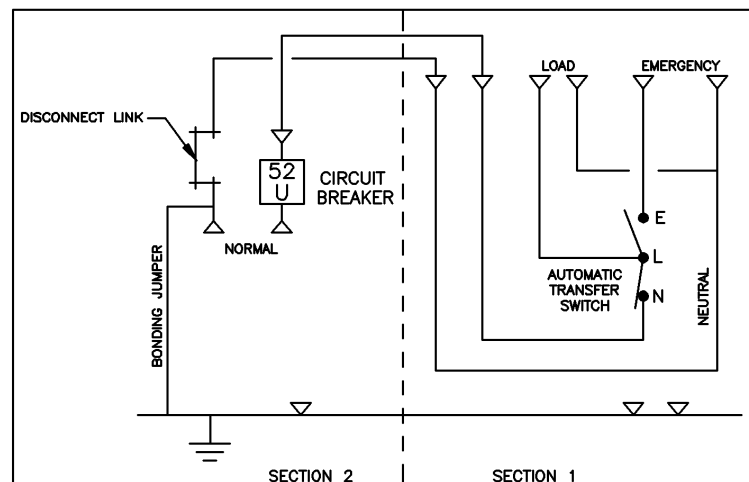 LOAD
EMERGENCY
DISCONNECT LINK
52
U
CIRCUIT
BREAKER
E
NORMAL
L
AUTOMATIC
TRANSFER
SWITCH
N
BONDING JUMPER
NEUTRAL
SECTION 2
SECTION 1